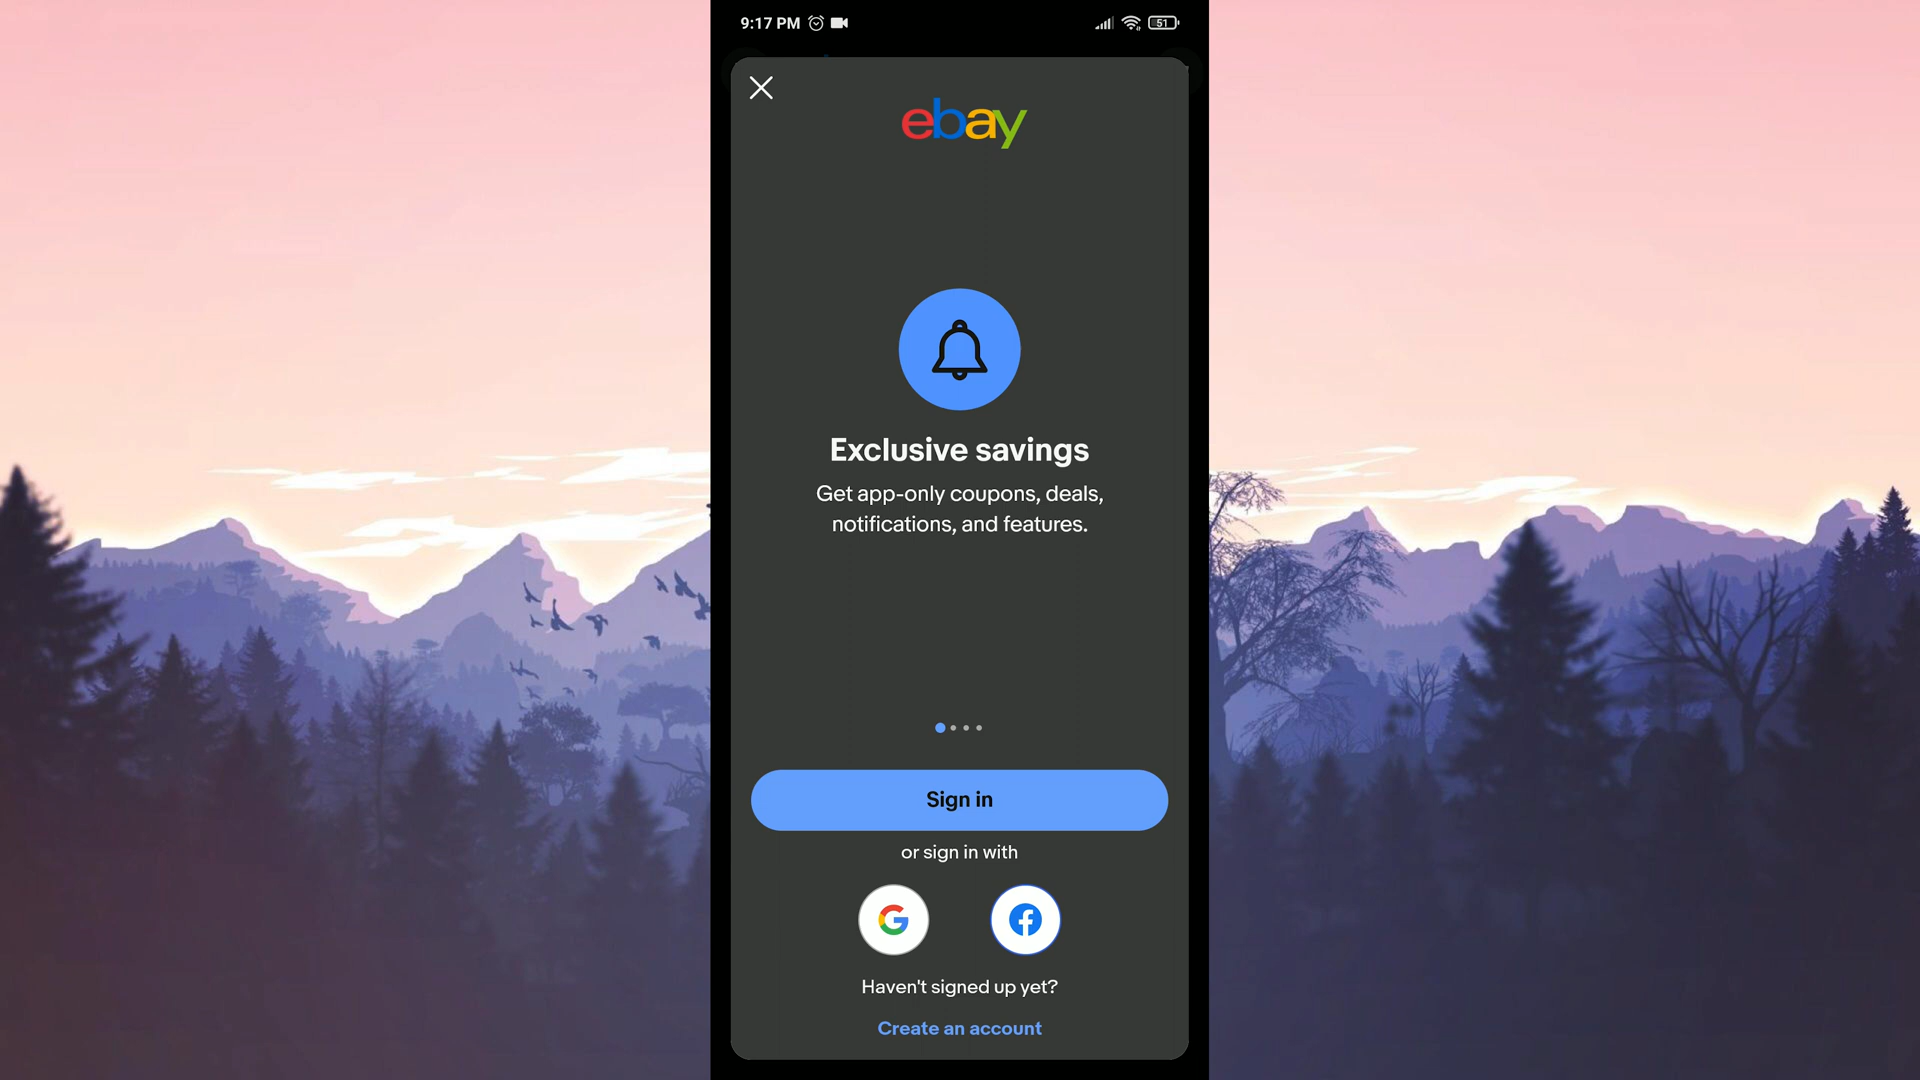 9:17 PM
51
ebay
Exclusive savings
Get app-only coupons, deals,
notifications, and features.
Sign in
or sign in with
Haven't signed up yet?
Create an account